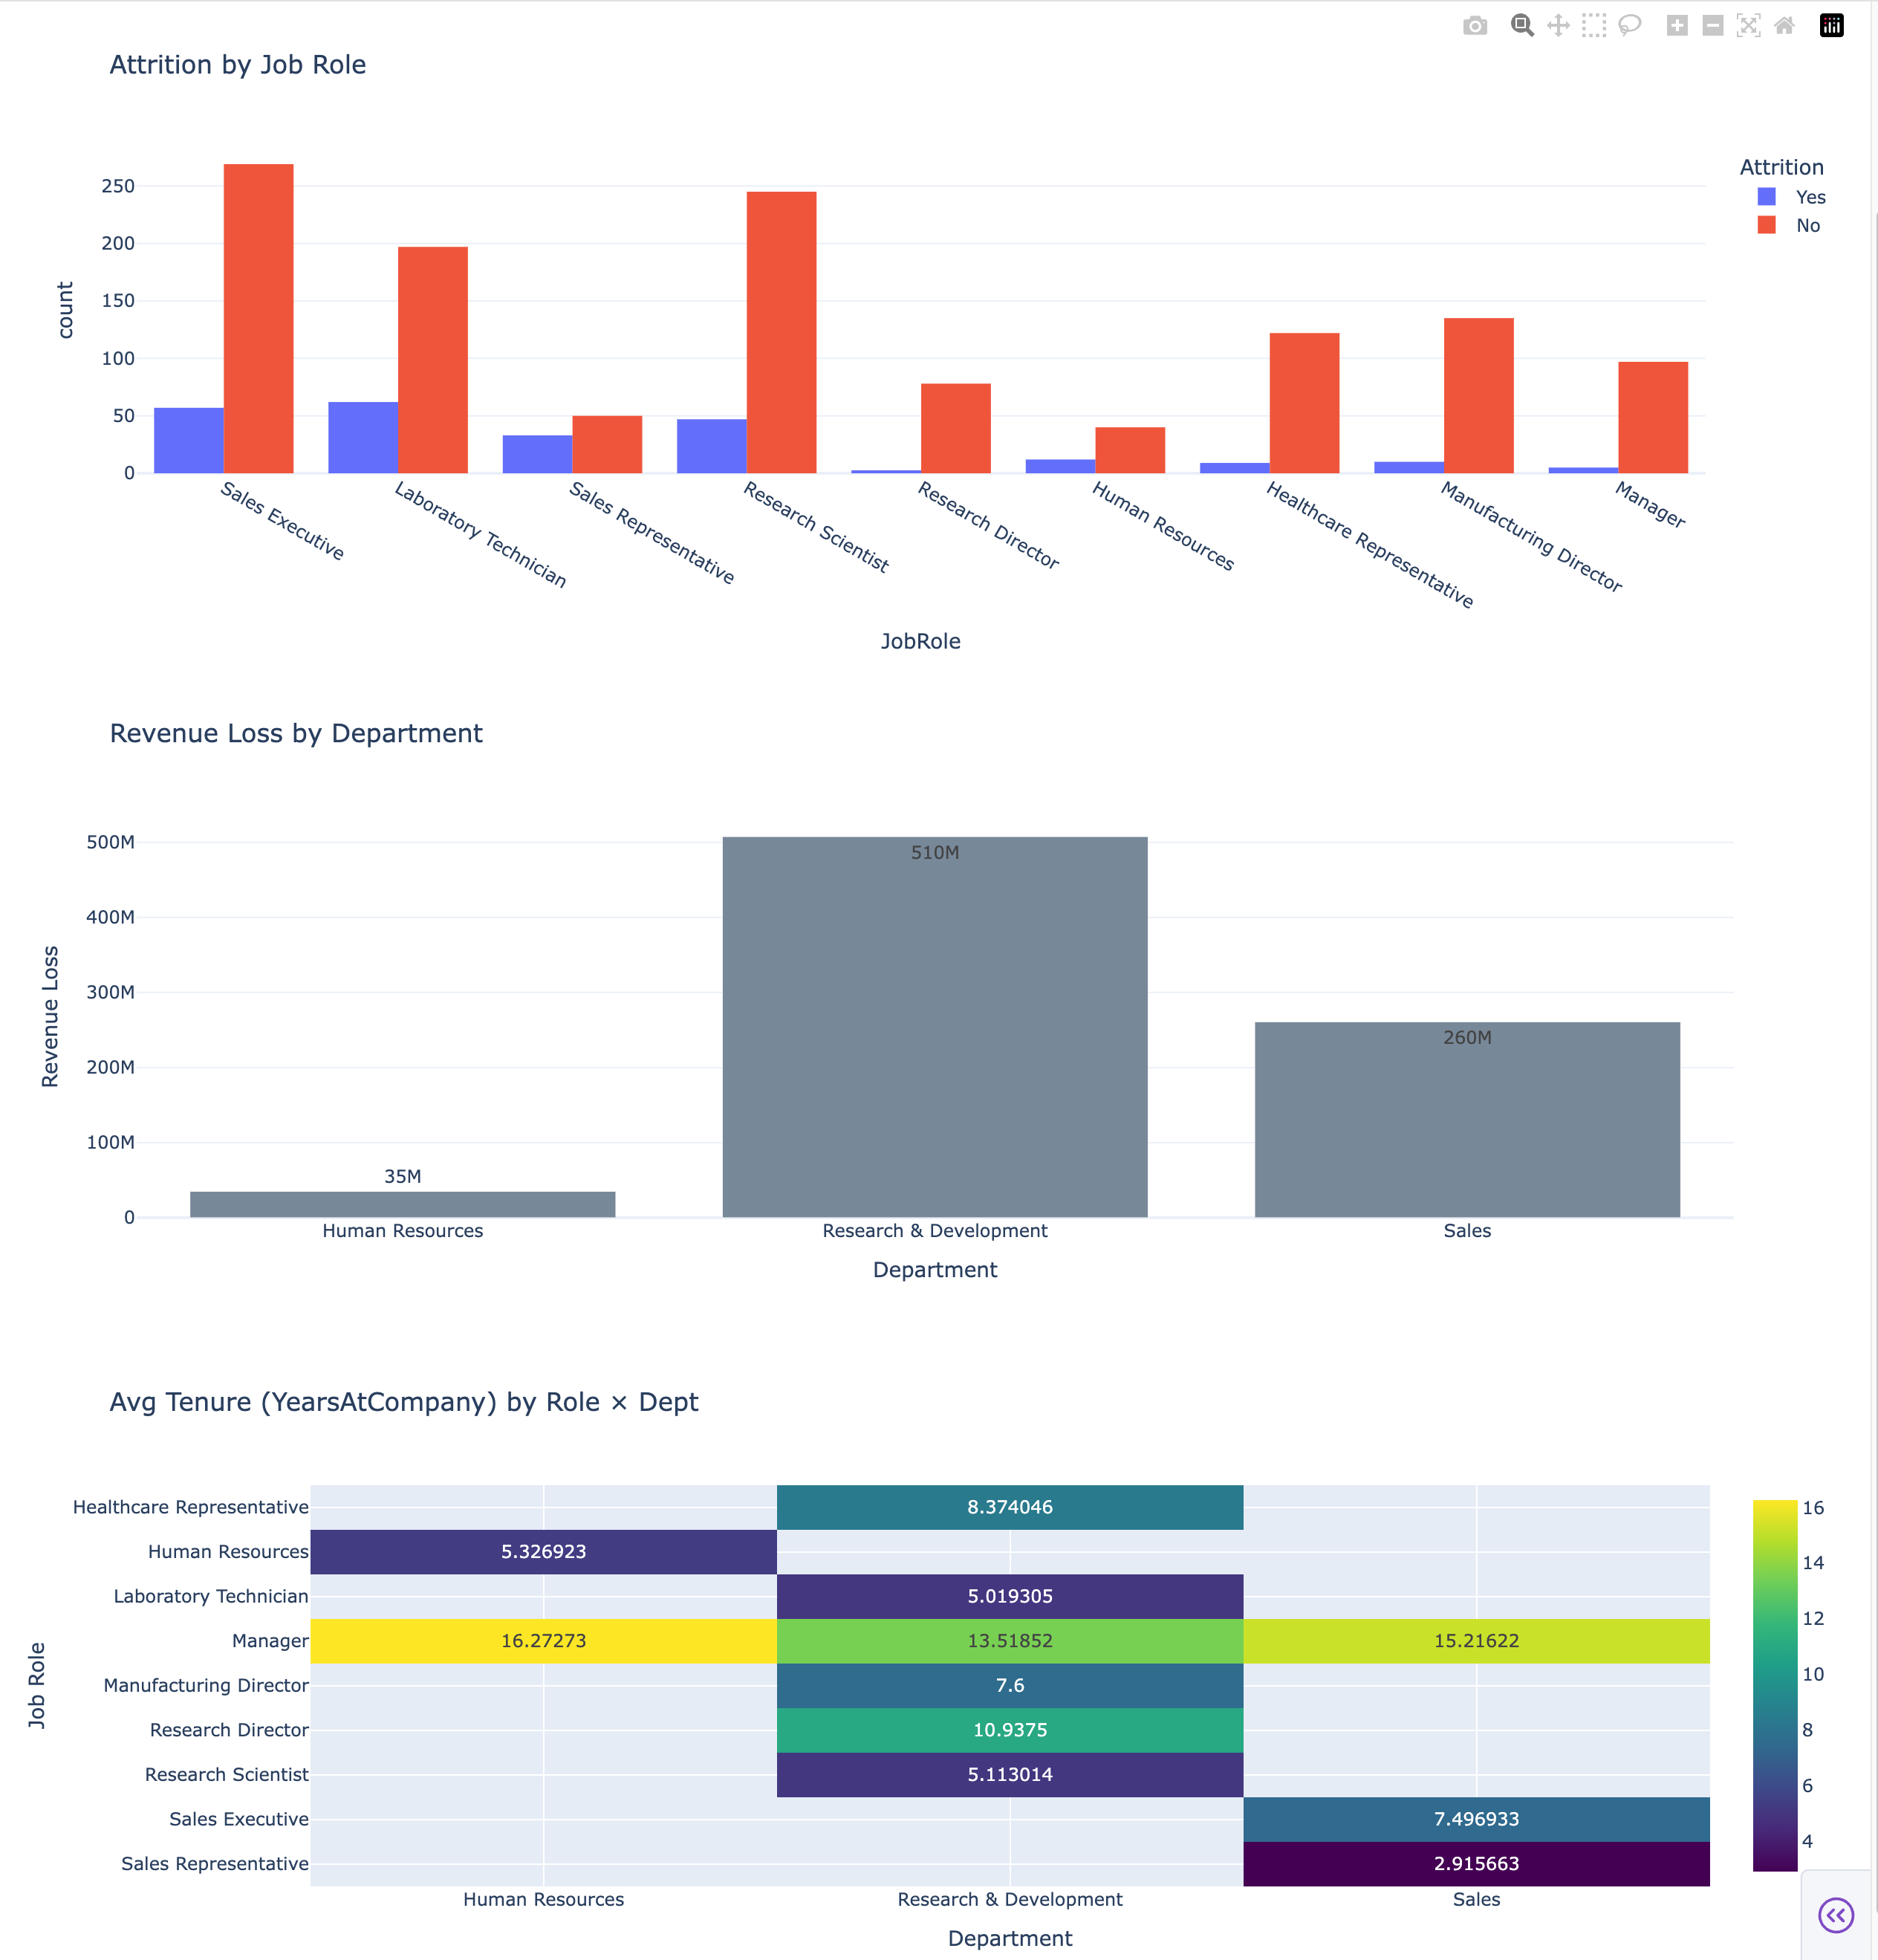 Attrition by Job Role
Attrition
Yes
No
count
250
200
150
100
50
0
Sales Executive
Laboratory Technician
Sales Representative
Research Scientist
Research Director
Human Resources
Healthcare Representative
Manufacturing Director
Manager
JobRole
Revenue Loss by Department
Revenue Loss
500M
400M
300M
200M
100M
0
35M
510M
260M
Human Resources
Research & Development
Sales
Department
Avg Tenure (YearsAtCompany) by Role × Dept
Job Role
Healthcare Representative
8.374046
Human Resources
5.326923
Laboratory Technician
5.019305
Manager
16.27273
13.51852
15.21622
Manufacturing Director
7.6
Research Director
10.9375
Research Scientist
5.113014
Sales Executive
7.496933
Sales Representative
2.915663
Human Resources
Research & Development
Sales
Department
16
14
12
10
8
6
4